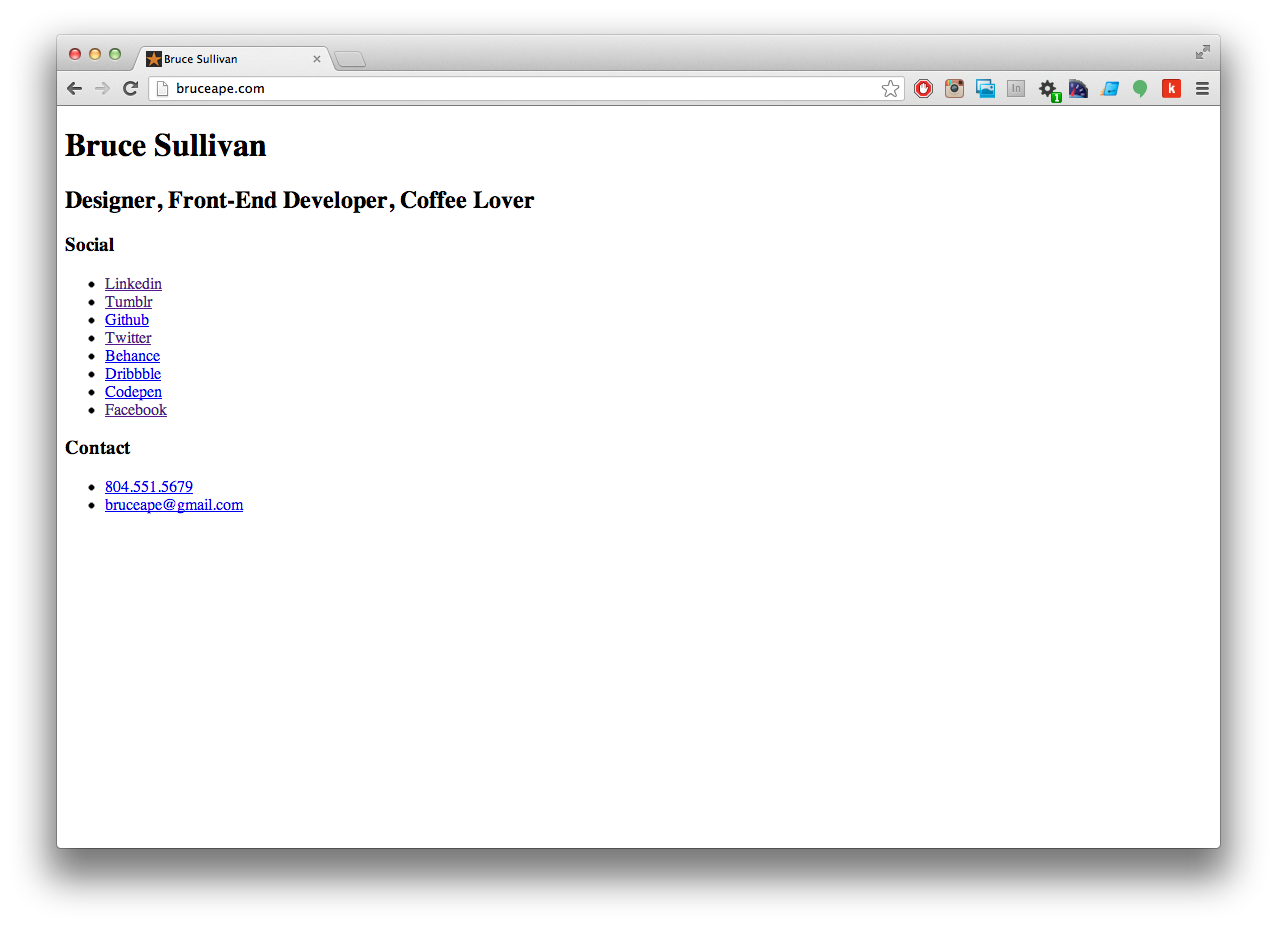 Bruce Sullivan
bruceape.com
In
1
k
Bruce Sullivan
Designer, Front-End Developer, Coffee Lover
Social
Linkedin
Tumblr
Github
Twitter
Behance
Dribbble
Codepen
Facebook
Contact
804.551.5679
bruceape@gmail.com